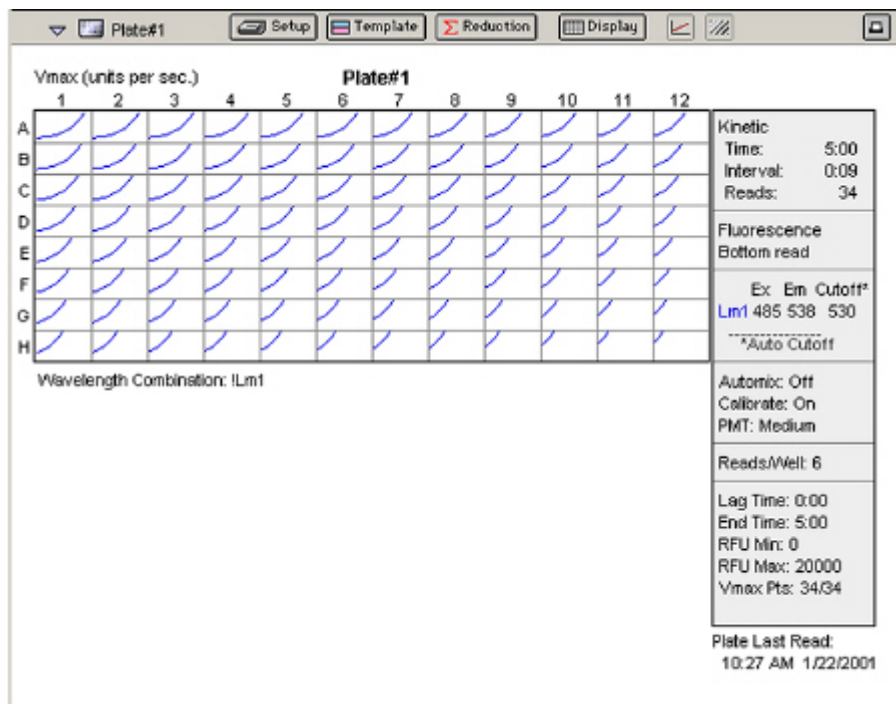 Plate#1 Setup Template Reduction Display
Vmax (units per sec.) Plate#1
1 2 3 4 5 6 7 8 9 10 11 12
A
B
C
D
E
F
G
H
Wavelength Combination: !Lm1
Kinetic
Time: 5:00
Interval: 0:09
Reads: 34
Fluorescence
Bottom read
Ex Em Cutoff*
Lm1 485 538 530
*Auto Cutoff
Automix: Off
Calibrate: On
PMT: Medium
Reads/Well: 6
Lag Time: 0:00
End Time: 5:00
RFU Min: 0
RFU Max: 20000
Vmax Pts: 34/34
Plate Last Read:
10:27 AM 1/22/2001